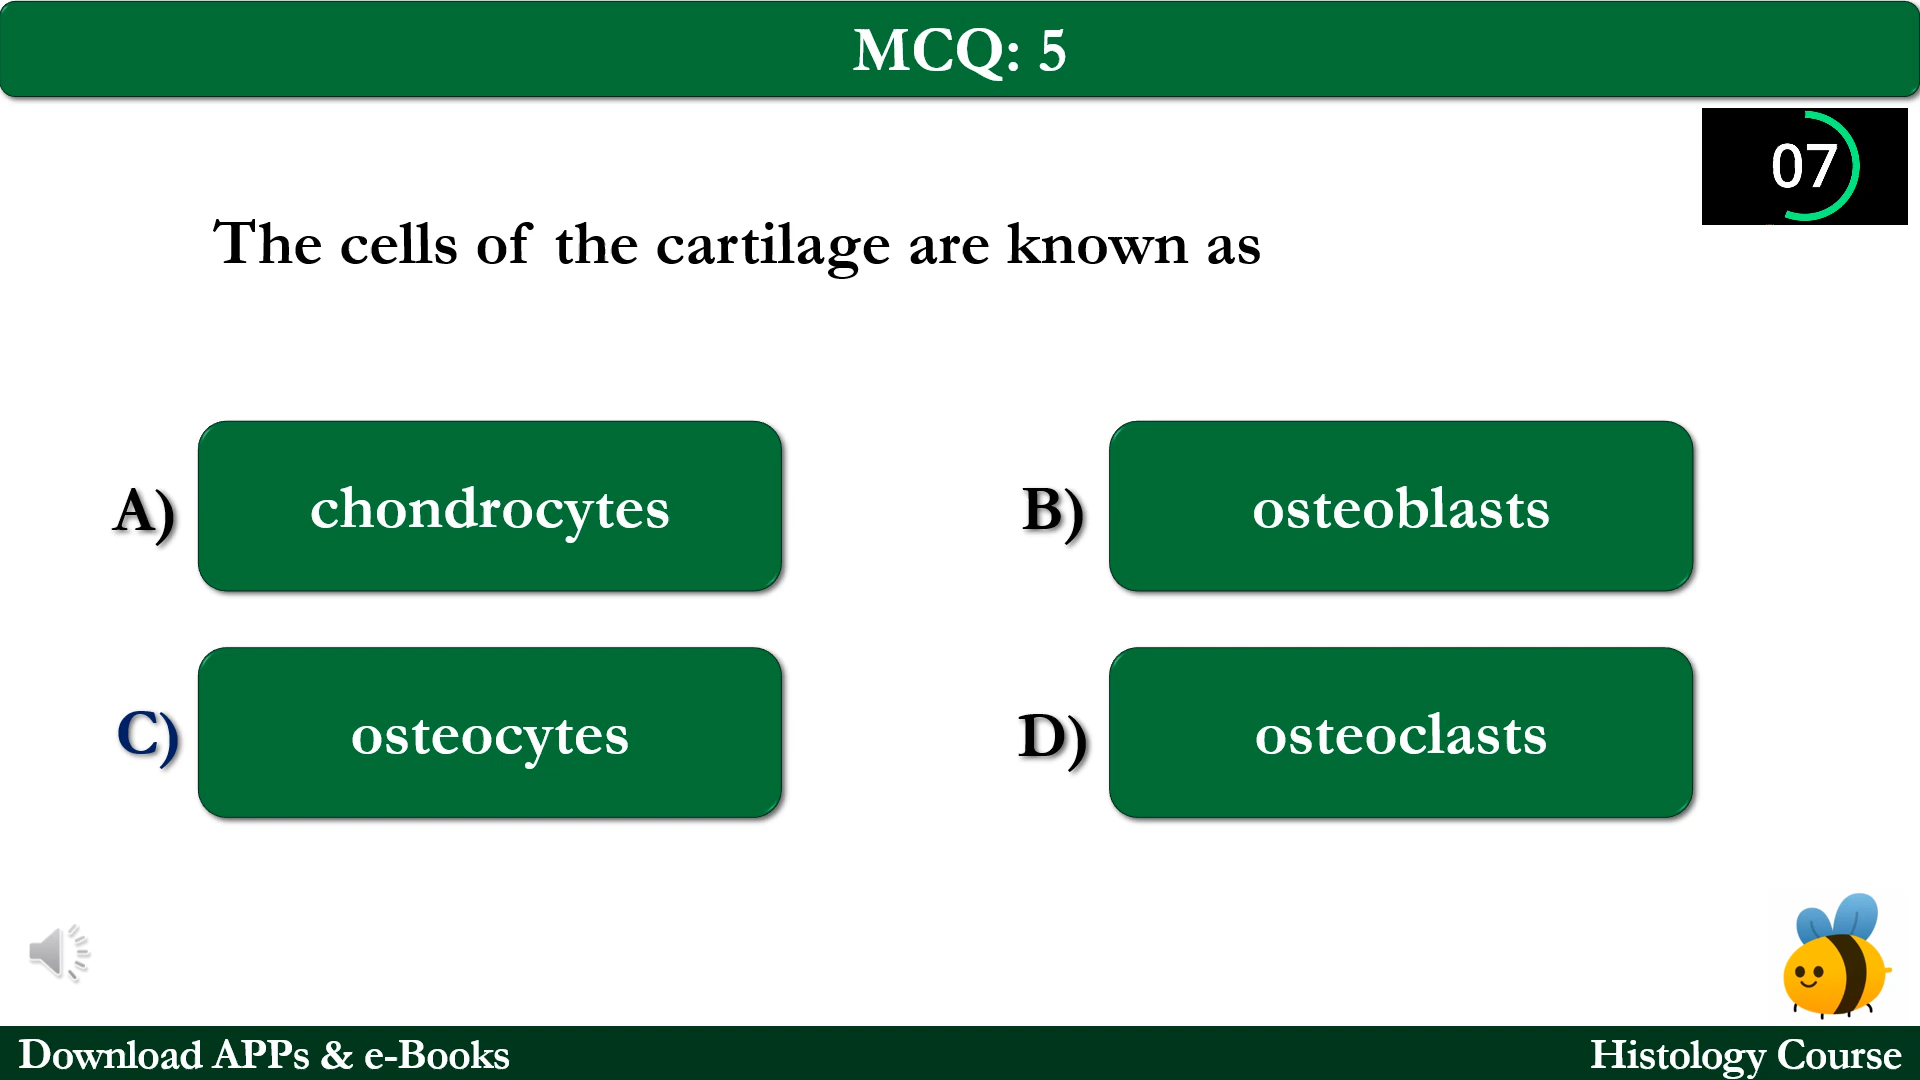 MCQ: 5
07
The cells of the cartilage are known as
A) chondrocytes
B) osteoblasts
C) osteocytes
D) osteoclasts
Download APPs & e-Books
Histology Course